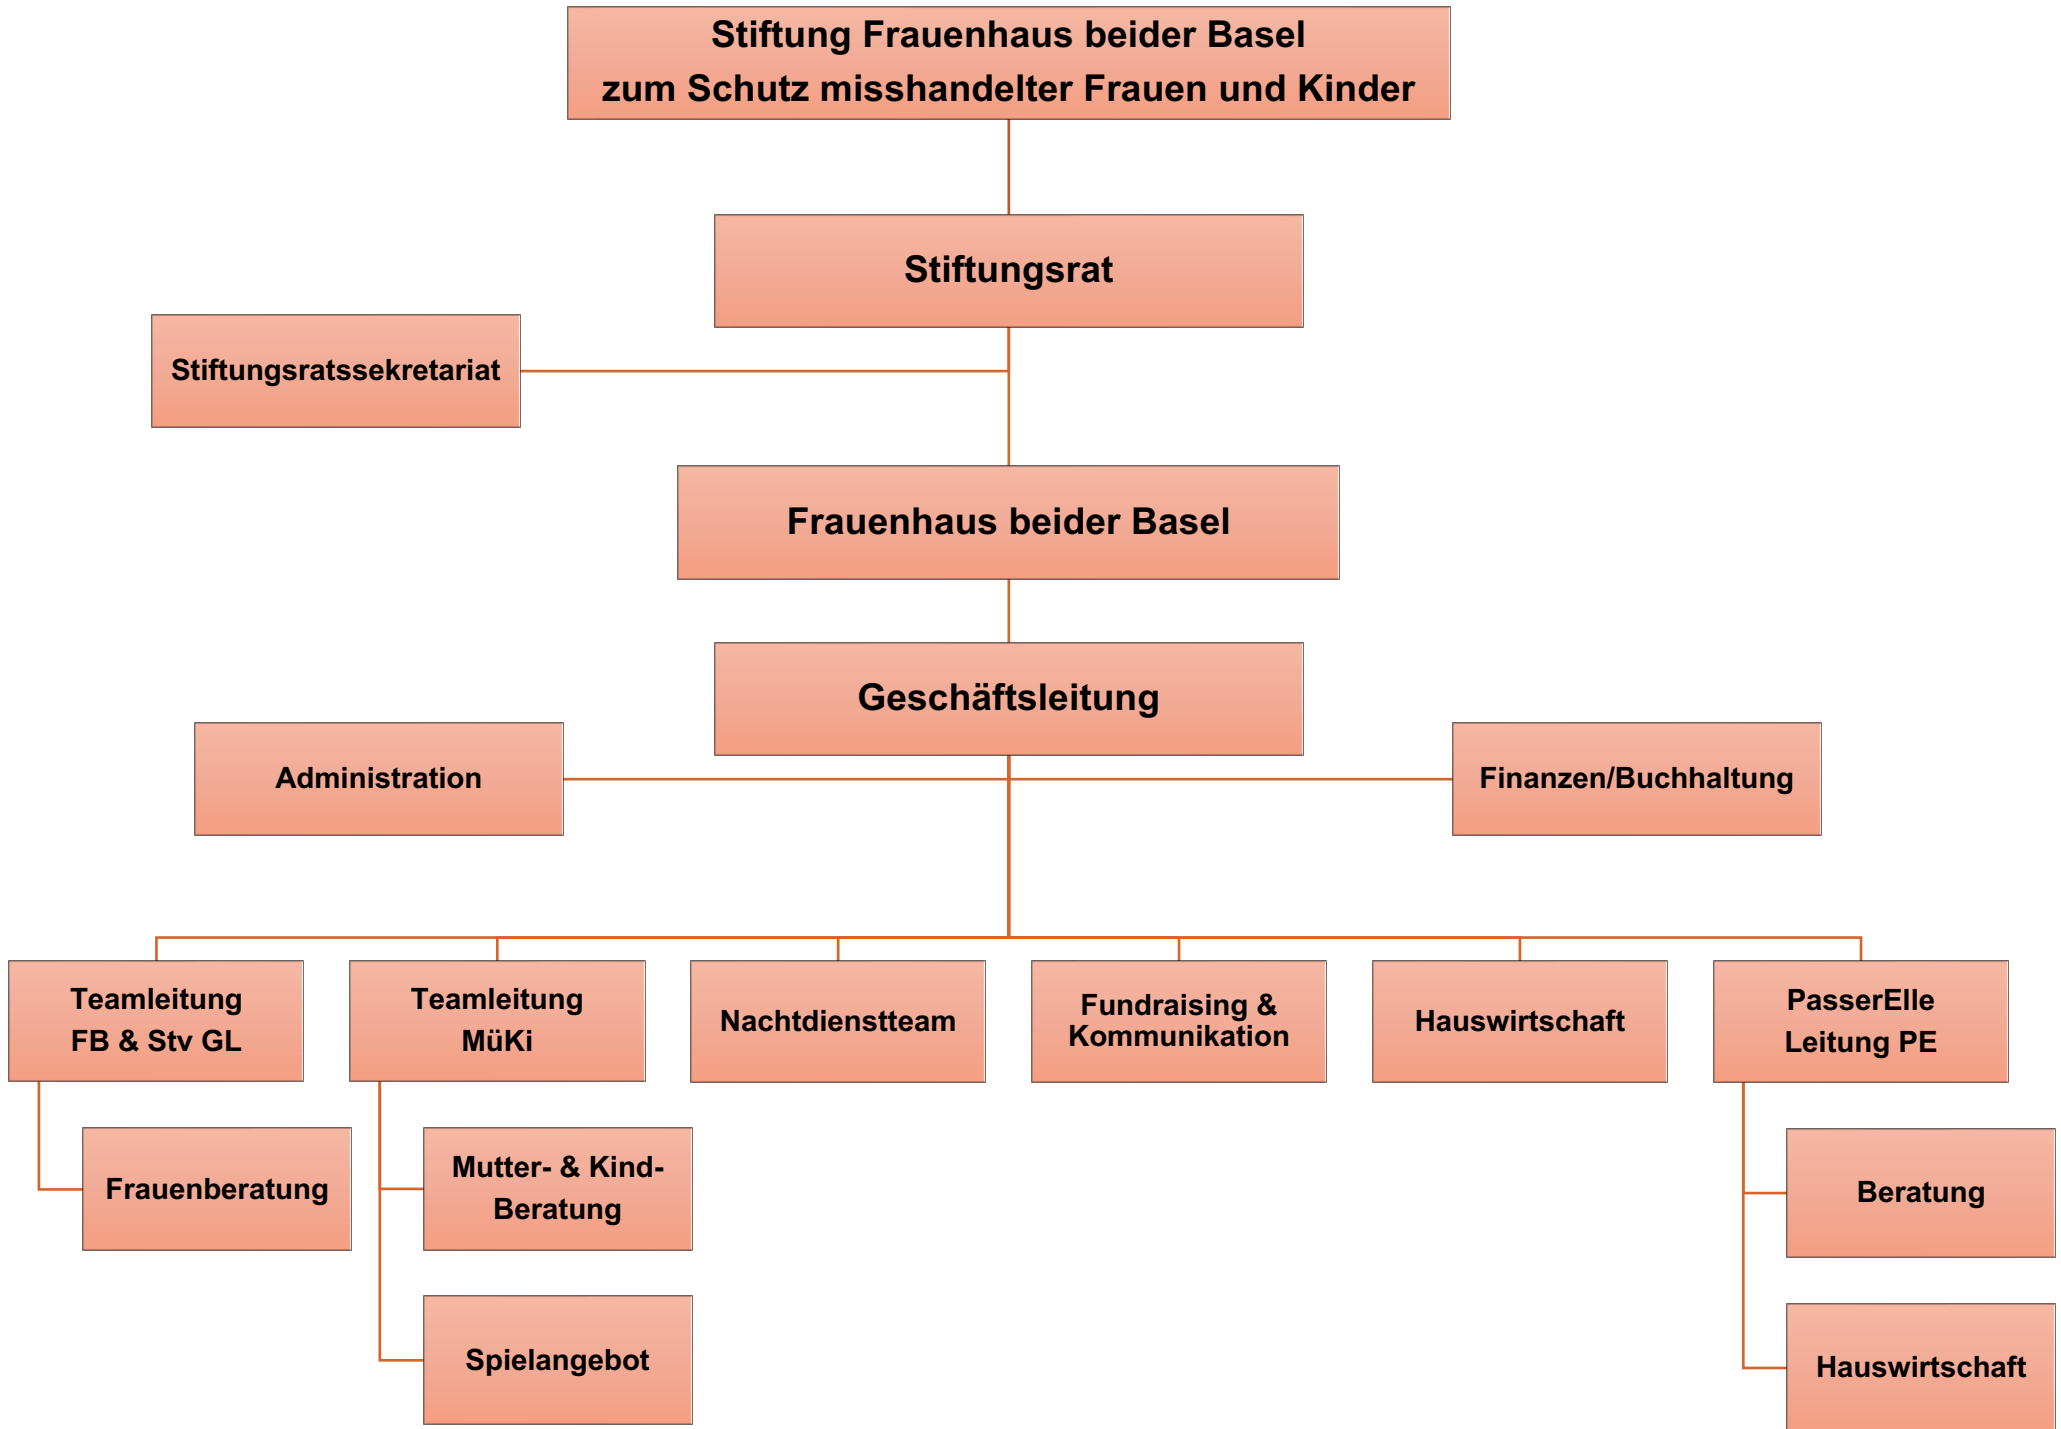 Stiftung Frauenhaus beider Basel
zum Schutz misshandelter Frauen und Kinder
Stiftungsrat
Stiftungsratssekretariat
Frauenhaus beider Basel
Geschäftsleitung
Administration
Finanzen/Buchhaltung
Teamleitung
FB & Stv GL
Teamleitung
MüKi
Nachtdienstteam
Fundraising &
Kommunikation
Hauswirtschaft
PasserElle
Leitung PE
Frauenberatung
Mutter- & Kind-
Beratung
Beratung
Spielangebot
Hauswirtschaft